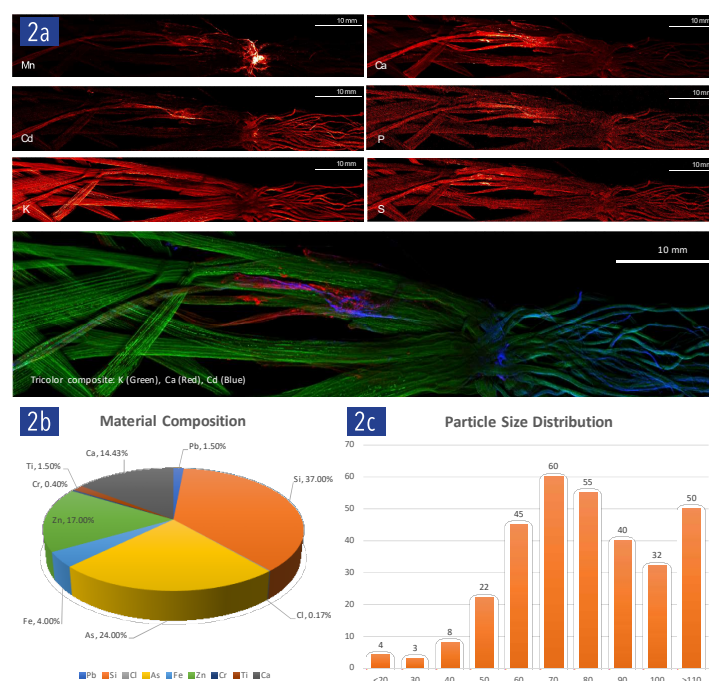 2a
10 mm
Mn
10 mm
Ca
10 mm
Cd
10 mm
P
10 mm
K
10 mm
S
10 mm
Tricolor composite: K (Green), Ca (Red), Cd (Blue)
2b
Material Composition
Pb, 1.50%
Ca, 14.43%
Ti, 1.50%
Si, 37.00%
Cr, 0.40%
Zn, 17.00%
Fe, 4.00%
Cl, 0.17%
As, 24.00%
Pb Si Cl As Fe Zn Cr Ti Ca
2c
Particle Size Distribution
70
60
50
40
30
20
10
0
4
3
8
22
45
60
55
40
32
50
<20 30 40 50 60 70 80 90 100 >110